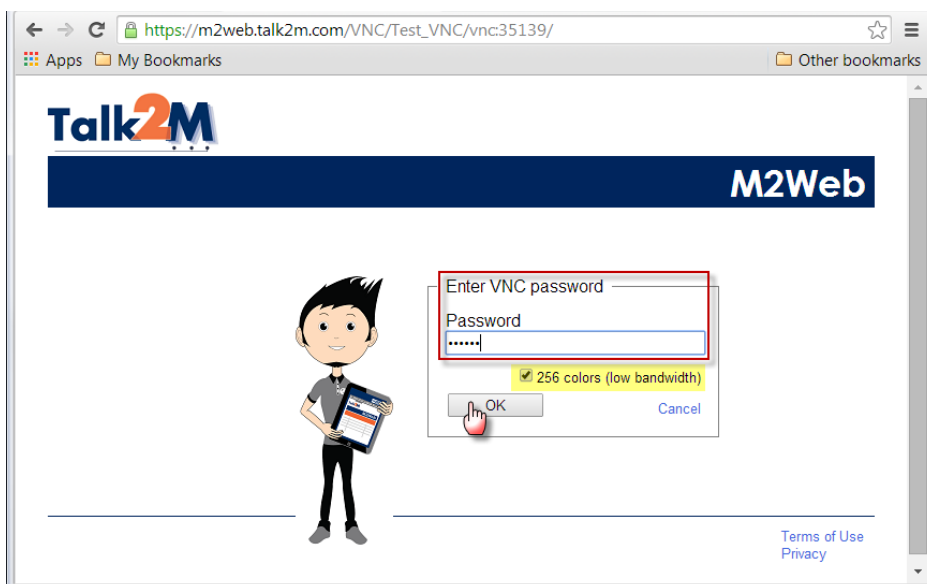 https://m2web.talk2m.com/VNC/Test_VNC/vnc:35139/
Apps My Bookmarks Other bookmarks
Talk2M
M2Web
Enter VNC password
Password
••••••
256 colors (low bandwidth)
OK Cancel
Terms of Use
Privacy